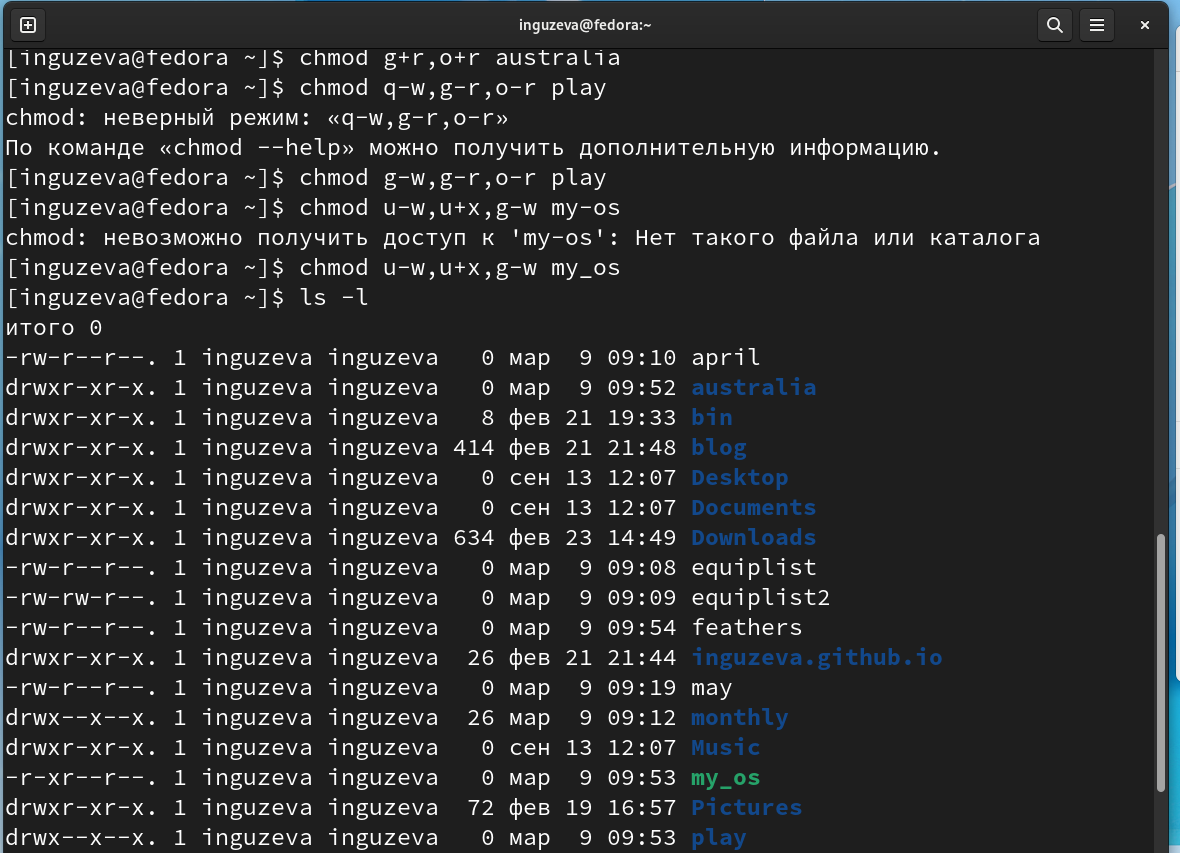 inguzeva@fedora:~
[inguzeva@fedora ~]$ chmod g+r,o+r australia
[inguzeva@fedora ~]$ chmod q-w,g-r,o-r play
chmod: неверный режим: «q-w,g-r,o-r»
По команде «chmod --help» можно получить дополнительную информацию.
[inguzeva@fedora ~]$ chmod g-w,g-r,o-r play
[inguzeva@fedora ~]$ chmod u-w,u+x,g-w my-os
chmod: невозможно получить доступ к 'my-os': Нет такого файла или каталога
[inguzeva@fedora ~]$ chmod u-w,u+x,g-w my_os
[inguzeva@fedora ~]$ ls -l
итого 0
-rw-r--r--. 1 inguzeva inguzeva   0 мар  9 09:10 april
drwxr-xr-x. 1 inguzeva inguzeva   0 мар  9 09:52 australia
drwxr-xr-x. 1 inguzeva inguzeva   8 фев 21 19:33 bin
drwxr-xr-x. 1 inguzeva inguzeva 414 фев 21 21:48 blog
drwxr-xr-x. 1 inguzeva inguzeva   0 сен 13 12:07 Desktop
drwxr-xr-x. 1 inguzeva inguzeva   0 сен 13 12:07 Documents
drwxr-xr-x. 1 inguzeva inguzeva 634 фев 23 14:49 Downloads
-rw-r--r--. 1 inguzeva inguzeva   0 мар  9 09:08 equiplist
-rw-rw-r--. 1 inguzeva inguzeva   0 мар  9 09:09 equiplist2
-rw-r--r--. 1 inguzeva inguzeva   0 мар  9 09:54 feathers
drwxr-xr-x. 1 inguzeva inguzeva  26 фев 21 21:44 inguzeva.github.io
-rw-r--r--. 1 inguzeva inguzeva   0 мар  9 09:19 may
drwx--x--x. 1 inguzeva inguzeva  26 мар  9 09:12 monthly
drwxr-xr-x. 1 inguzeva inguzeva   0 сен 13 12:07 Music
-r-xr--r--. 1 inguzeva inguzeva   0 мар  9 09:53 my_os
drwxr-xr-x. 1 inguzeva inguzeva  72 фев 19 16:57 Pictures
drwx--x--x. 1 inguzeva inguzeva   0 мар  9 09:53 play